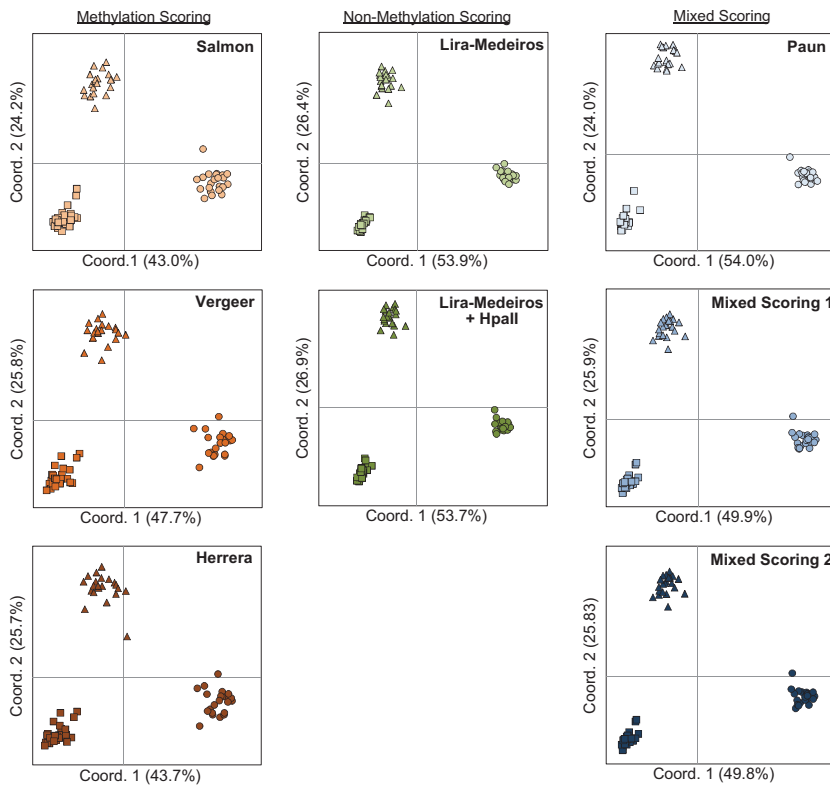 Methylation Scoring
Non-Methylation Scoring
Mixed Scoring
Salmon
Coord. 2 (24.2%)
Coord.1 (43.0%)
Lira-Medeiros
Coord. 2 (26.4%)
Coord. 1 (53.9%)
Paun
Coord. 2 (24.0%)
Coord. 1 (54.0%)
Vergeer
Coord. 2 (25.8%)
Coord. 1 (47.7%)
Lira-Medeiros
+ HpaII
Coord. 2 (26.9%)
Coord. 1 (53.7%)
Mixed Scoring 1
Coord. 2 (25.9%)
Coord. 1 (49.9%)
Herrera
Coord. 2 (25.7%)
Coord. 1 (43.7%)
Mixed Scoring 2
Coord. 2 (25.83)
Coord. 1 (49.8%)